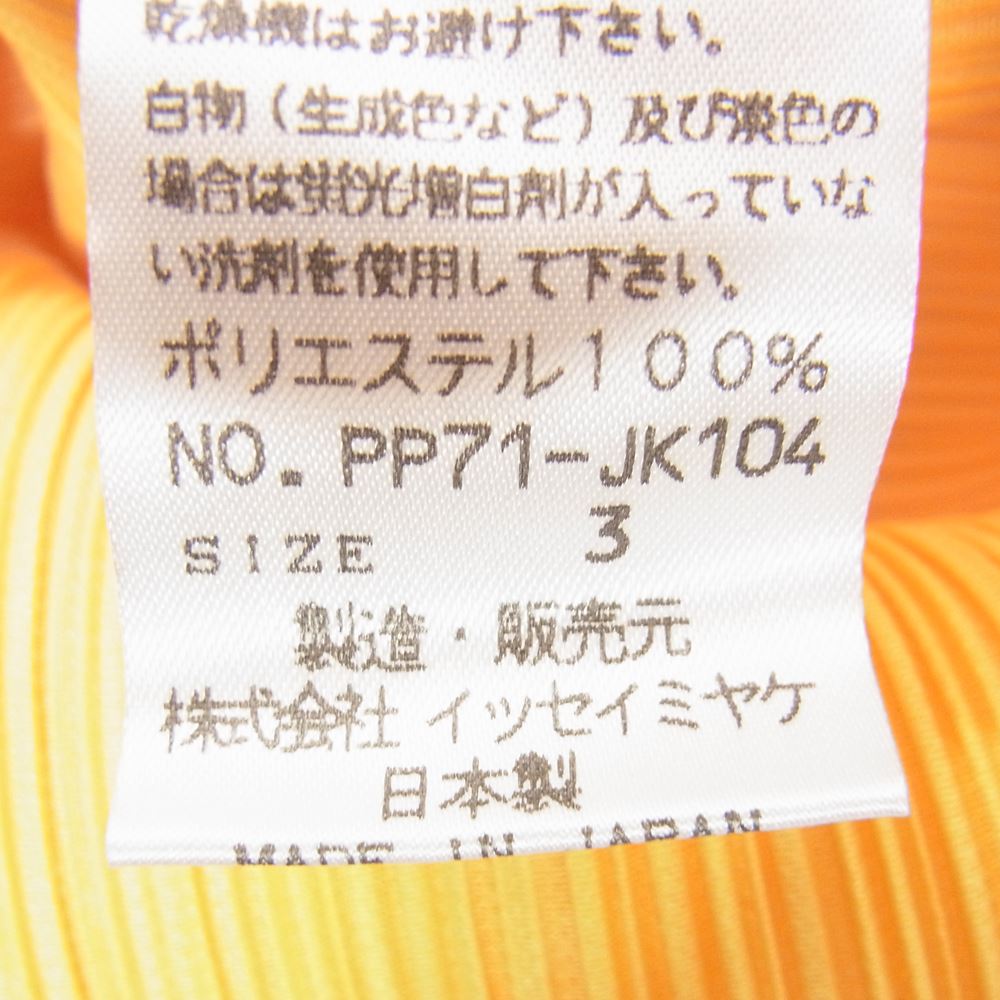 乾燥機はお避け下さい。
白物（生成色など）及び淡色の
場合は蛍光増白剤が入っていな
い洗剤を使用して下さい。
ポリエステル１００％
NO. PP71-JK104
SIZE 3
製造・販売元
株式会社 イッセイミヤケ
日本製
MADE IN JAPAN